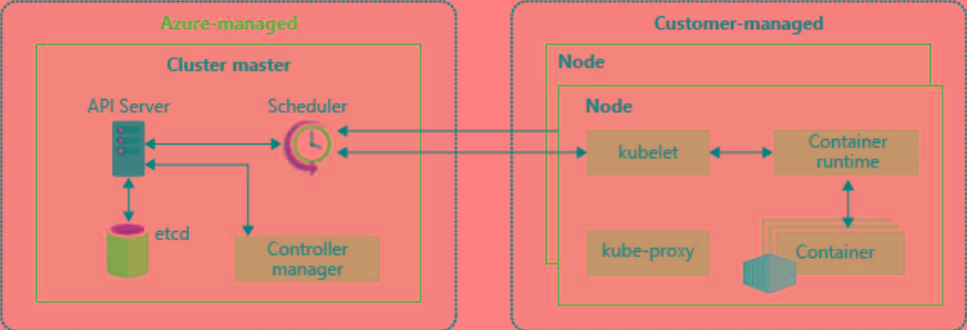 Azure-managed
Cluster master
API Server
Scheduler
etcd
Controller
manager
Customer-managed
Node
Node
kubelet
Container
runtime
kube-proxy
Container